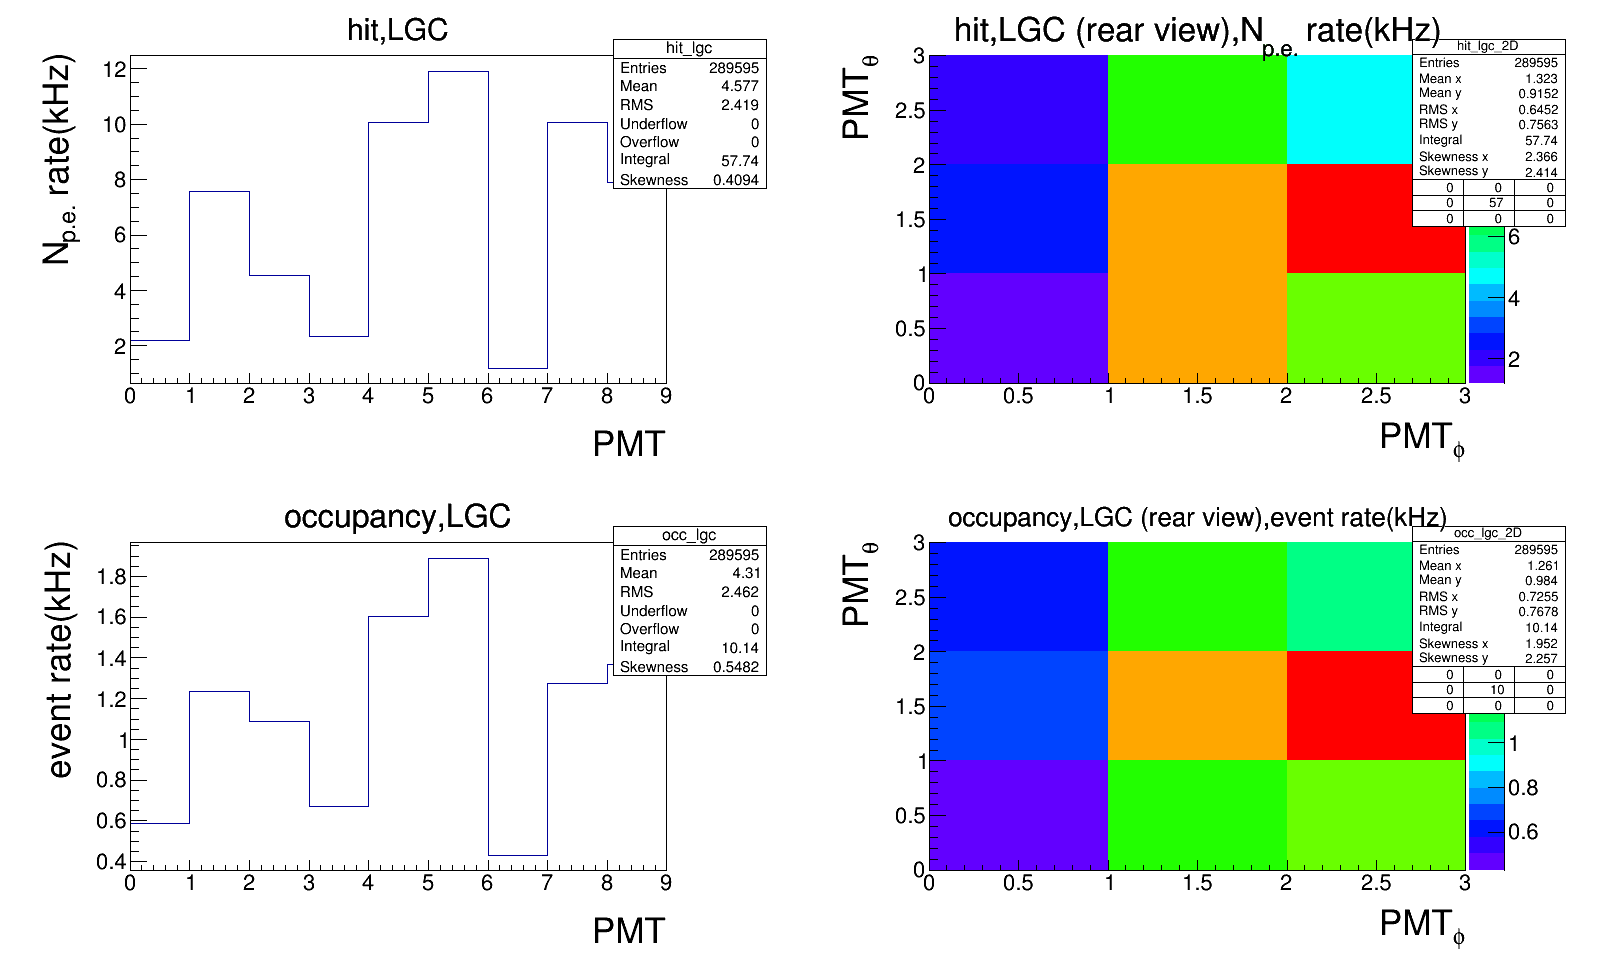 hit,LGC
hit_lgc
Entries 289595
Mean 4.577
RMS 2.419
Underflow 0
Overflow 0
Integral 57.74
Skewness 0.4094
N_p.e. rate(kHz)
12
10
8
6
4
2
0 1 2 3 4 5 6 7 8 9
PMT
hit,LGC (rear view),N_p.e. rate(kHz)
hit_lgc_2D
Entries 289595
Mean x 1.323
Mean y 0.9152
RMS x 0.6452
RMS y 0.7563
Integral 57.74
Skewness x 2.366
Skewness y 2.414
0 0 0
0 57 0
0 0 0
PMT_θ
3
2.5
2
1.5
1
0.5
0
0 0.5 1 1.5 2 2.5 3
PMT_ϕ
6
4
2
occupancy,LGC
occ_lgc
Entries 289595
Mean 4.31
RMS 2.462
Underflow 0
Overflow 0
Integral 10.14
Skewness 0.5482
event rate(kHz)
1.8
1.6
1.4
1.2
1
0.8
0.6
0.4
0 1 2 3 4 5 6 7 8 9
PMT
occupancy,LGC (rear view),event rate(kHz)
occ_lgc_2D
Entries 289595
Mean x 1.261
Mean y 0.984
RMS x 0.7255
RMS y 0.7678
Integral 10.14
Skewness x 1.952
Skewness y 2.257
0 0 0
0 10 0
0 0 0
PMT_θ
3
2.5
2
1.5
1
0.5
0
0 0.5 1 1.5 2 2.5 3
PMT_ϕ
1
0.8
0.6